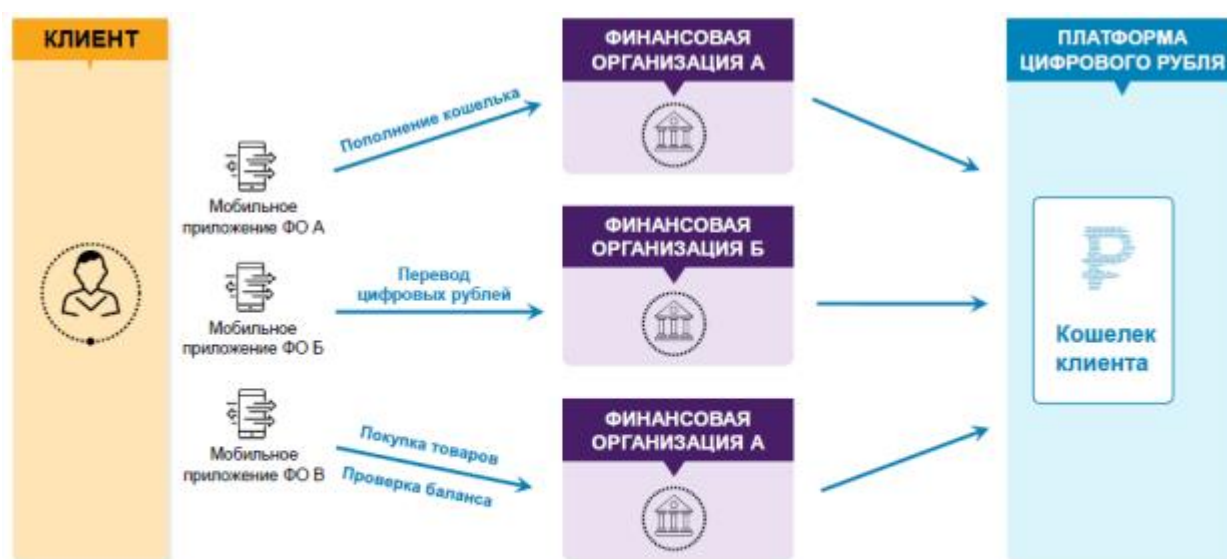 КЛИЕНТ
ФИНАНСОВАЯ
ОРГАНИЗАЦИЯ А
ПЛАТФОРМА
ЦИФРОВОГО РУБЛЯ
Пополнение кошелька
Мобильное
приложение ФО А
ФИНАНСОВАЯ
ОРГАНИЗАЦИЯ Б
Перевод
цифровых рублей
Мобильное
приложение ФО Б
Кошелек
клиента
ФИНАНСОВАЯ
ОРГАНИЗАЦИЯ А
Покупка товаров
Проверка баланса
Мобильное
приложение ФО В